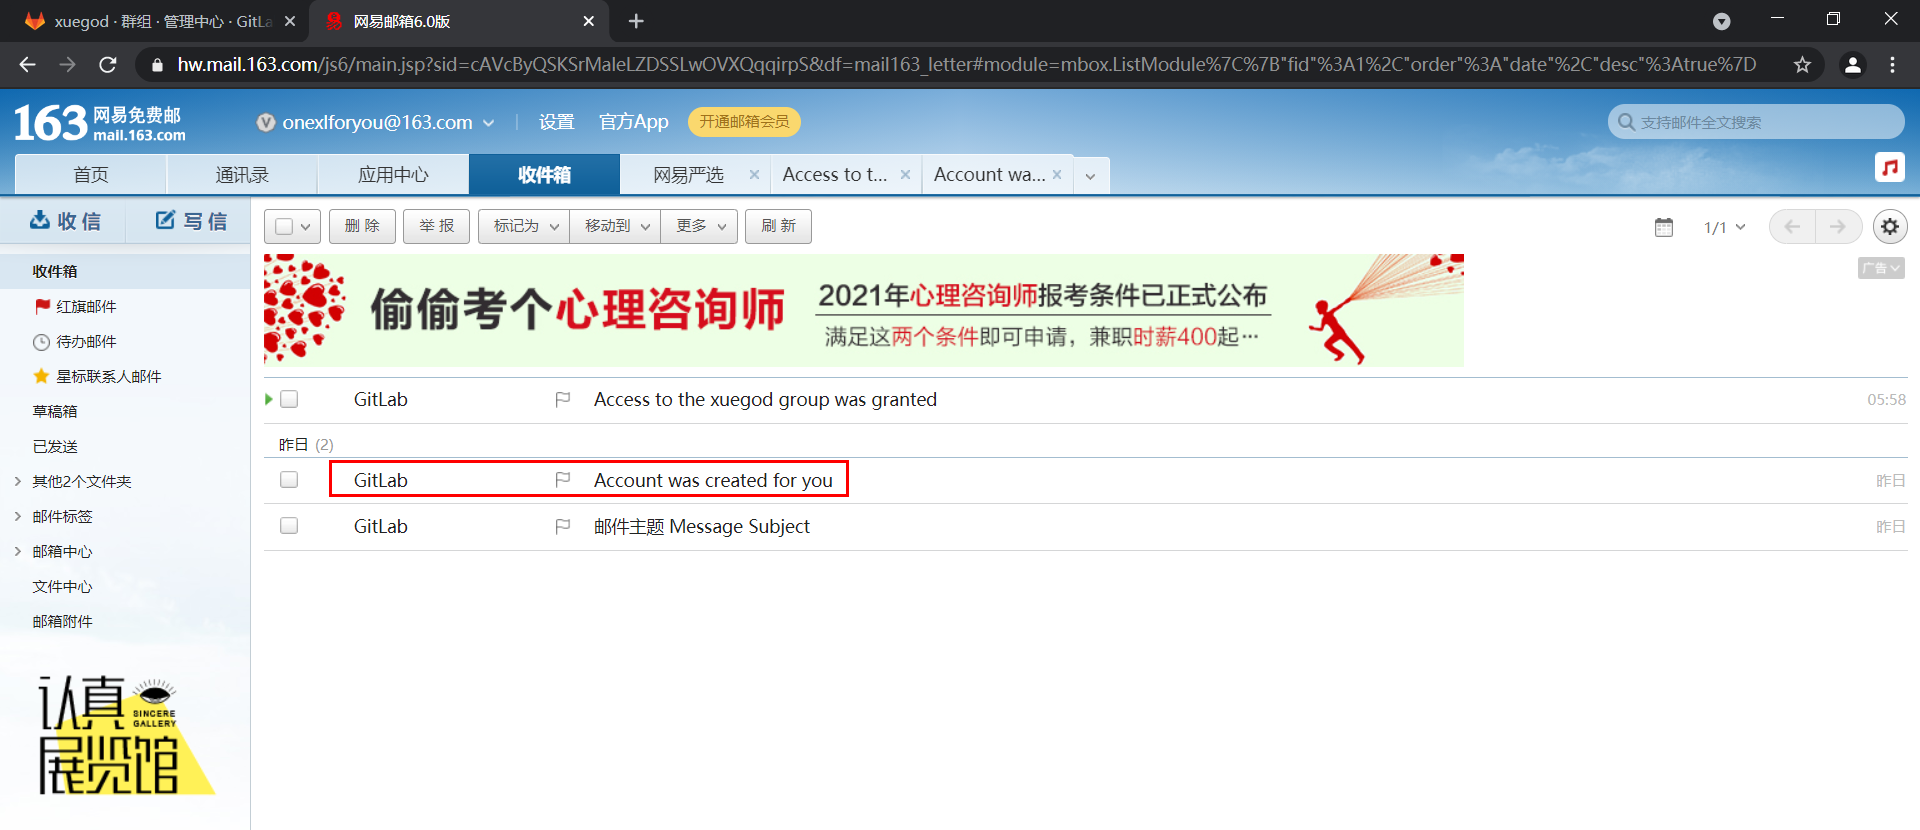 xuegod · 群组 · 管理中心 · GitLa
网易邮箱6.0版
hw.mail.163.com/js6/main.jsp?sid=cAVcByQSKSrMaleLZDSSLwOVXQqqirpS&df=mail163_letter#module=mbox.ListModule%7C%7B"fid"%3A1%2C"order"%3A"date"%2C"desc"%3Atrue%7D
163 网易免费邮
mail.163.com
onexlforyou@163.com
设置
官方App
开通邮箱会员
支持邮件全文搜索
首页
通讯录
应用中心
收件箱
网易严选
Access to t...
Account wa...
收信
写信
删 除
举 报
标记为
移动到
更多
刷 新
1/1
收件箱
红旗邮件
待办邮件
星标联系人邮件
草稿箱
已发送
其他2个文件夹
邮件标签
邮箱中心
文件中心
邮箱附件
认真
SINCERE
GALLERY
展览馆
偷偷考个心理咨询师
2021年心理咨询师报考条件已正式公布
满足这两个条件即可申请，兼职时薪400起···
广告
GitLab Access to the xuegod group was granted 05:58
昨日 (2)
GitLab Account was created for you 昨日
GitLab 邮件主题 Message Subject 昨日